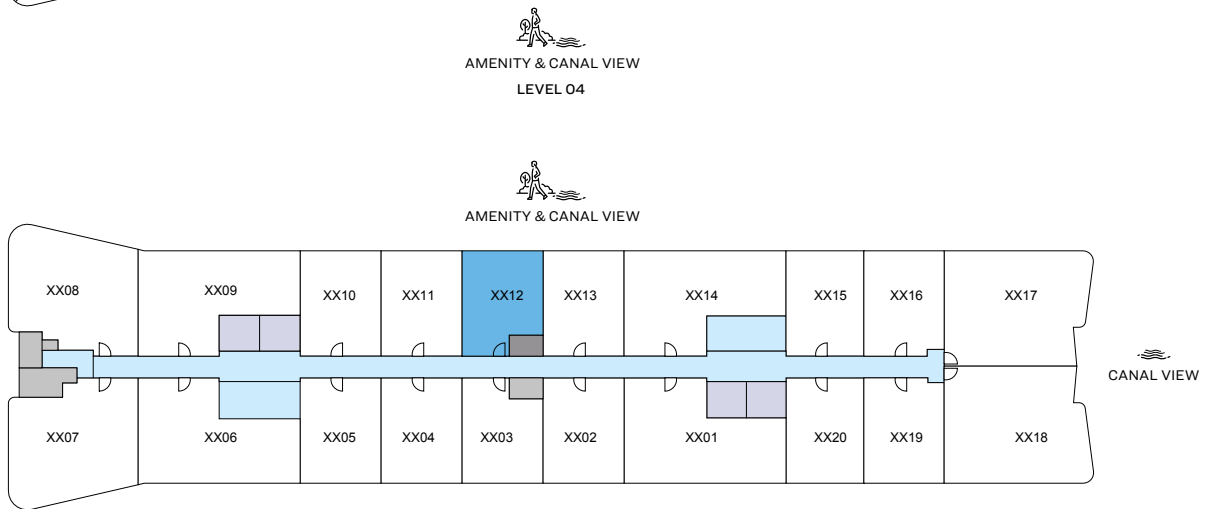 AMENITY & CANAL VIEW
LEVEL 04
AMENITY & CANAL VIEW
XX08
XX09
XX10
XX11
XX12
XX13
XX14
XX15
XX16
XX17
CANAL VIEW
XX07
XX06
XX05
XX04
XX03
XX02
XX01
XX20
XX19
XX18